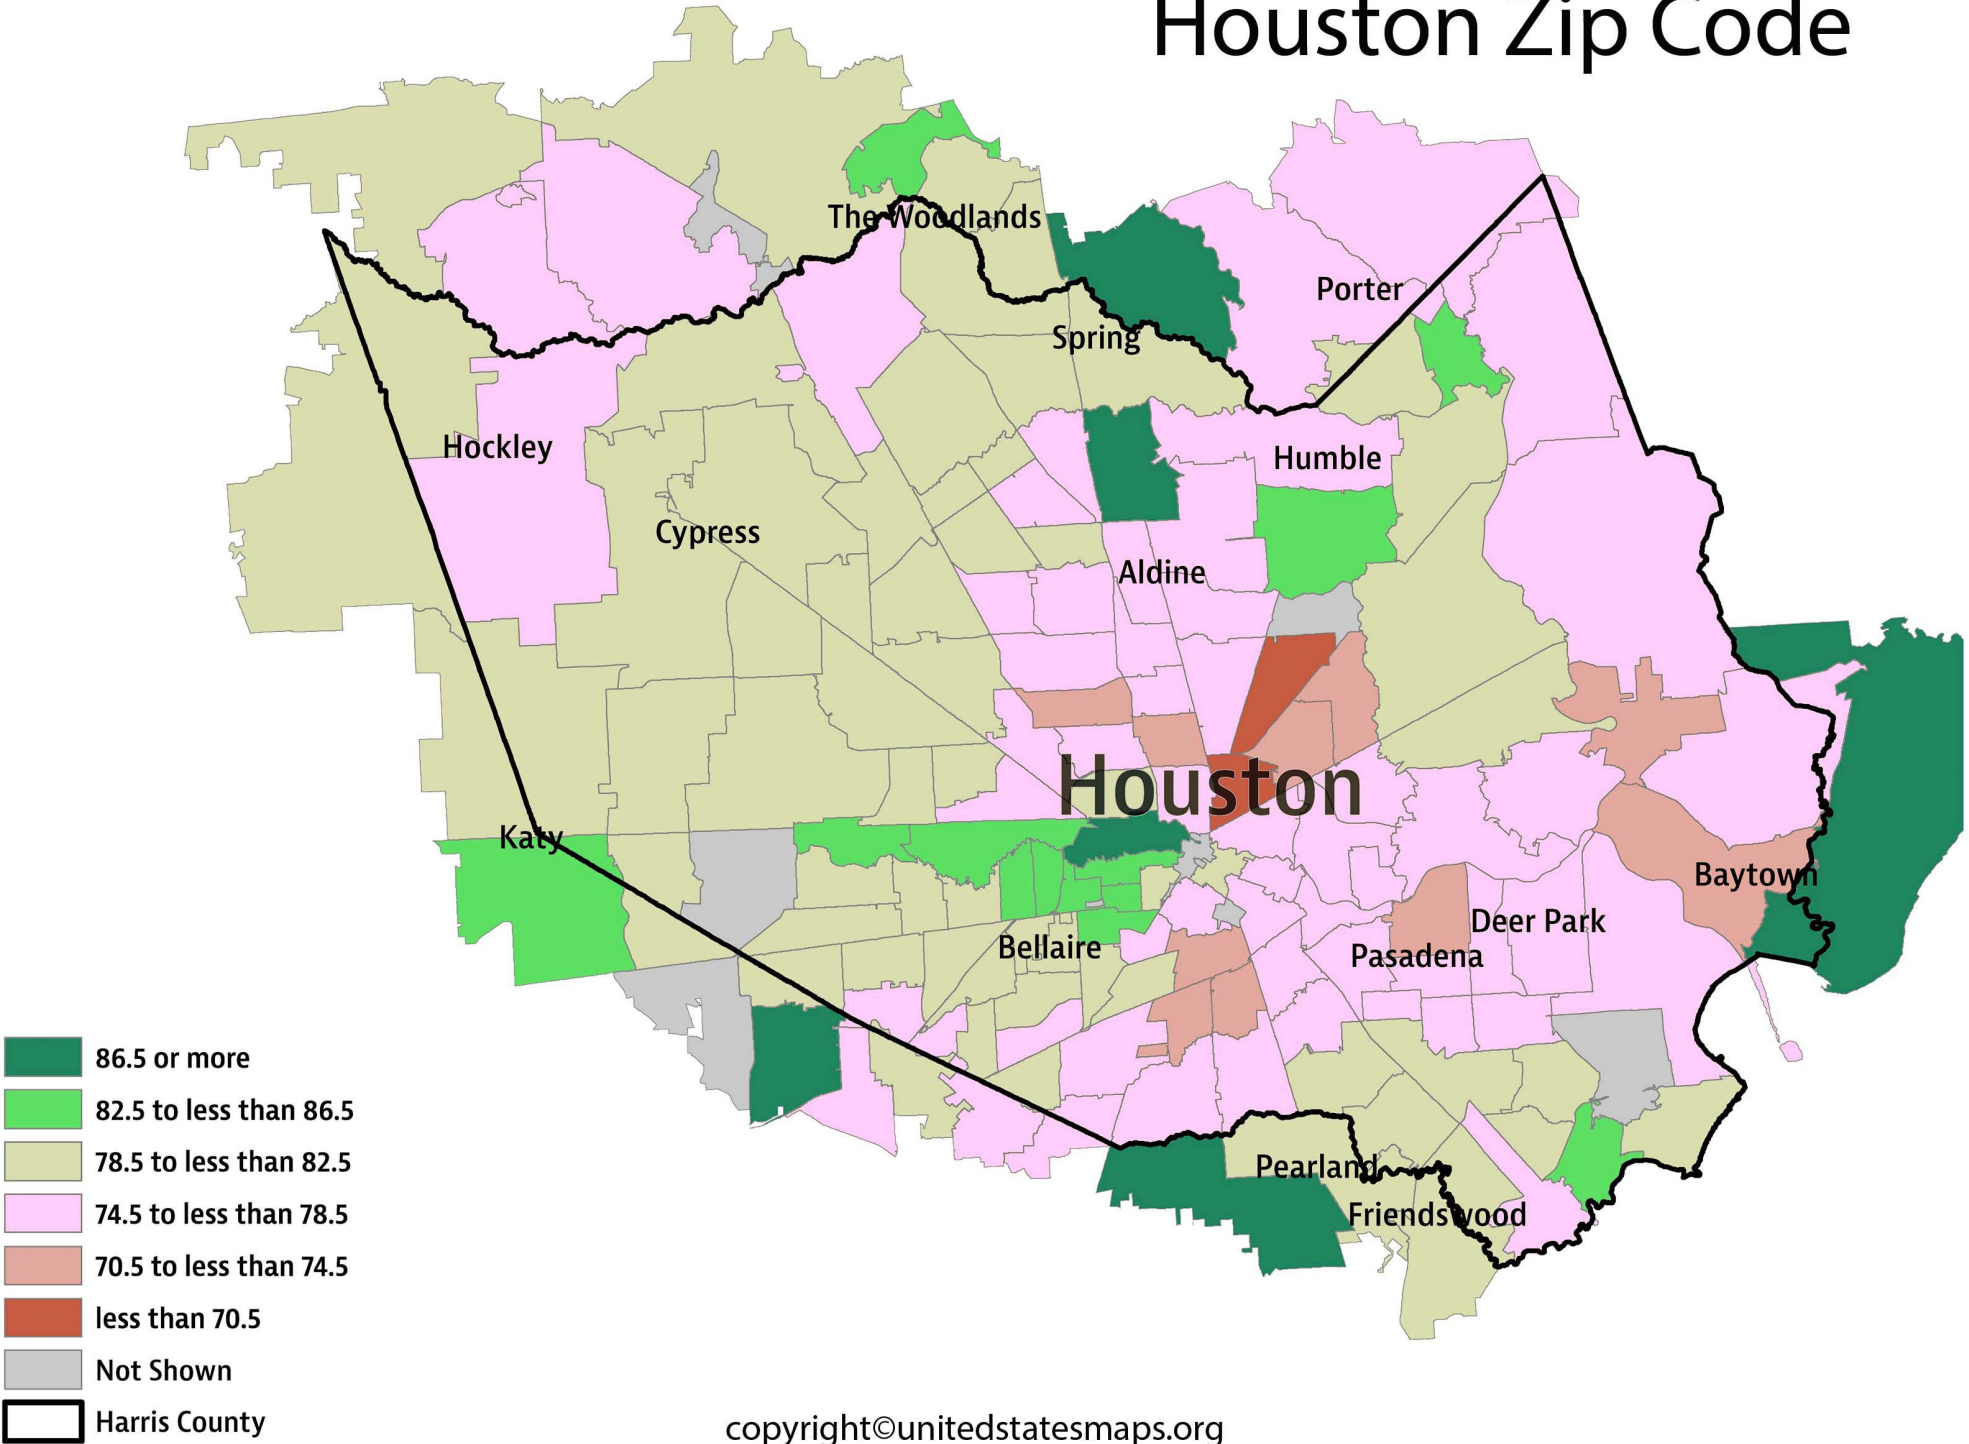 Houston Zip Code
The Woodlands
Porter
Spring
Hockley
Humble
Cypress
Aldine
Houston
Katy
Baytown
Deer Park
Bellaire
Pasadena
Pearland
Friendswood
86.5 or more
82.5 to less than 86.5
78.5 to less than 82.5
74.5 to less than 78.5
70.5 to less than 74.5
less than 70.5
Not Shown
Harris County
copyright©unitedstatesmaps.org